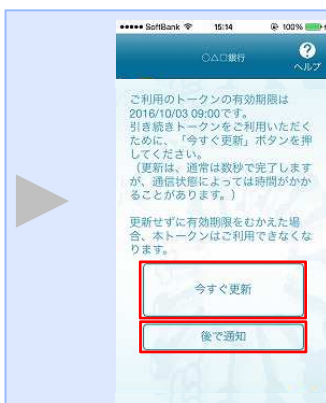 ●●●●● SoftBank 15:14 100%
○△□銀行
?
ヘルプ
ご利用のトークンの有効期限は
2016/10/03 09:00です。
引き続きトークンをご利用いただく
ために、「今すぐ更新」ボタンを押
してください。
(更新は、通常は数秒で完了します
が、通信状態によっては時間がかか
ることがあります。)
更新せずに有効期限をむかえた場
合、本トークンはご利用できなくな
ります。
今すぐ更新
後で通知